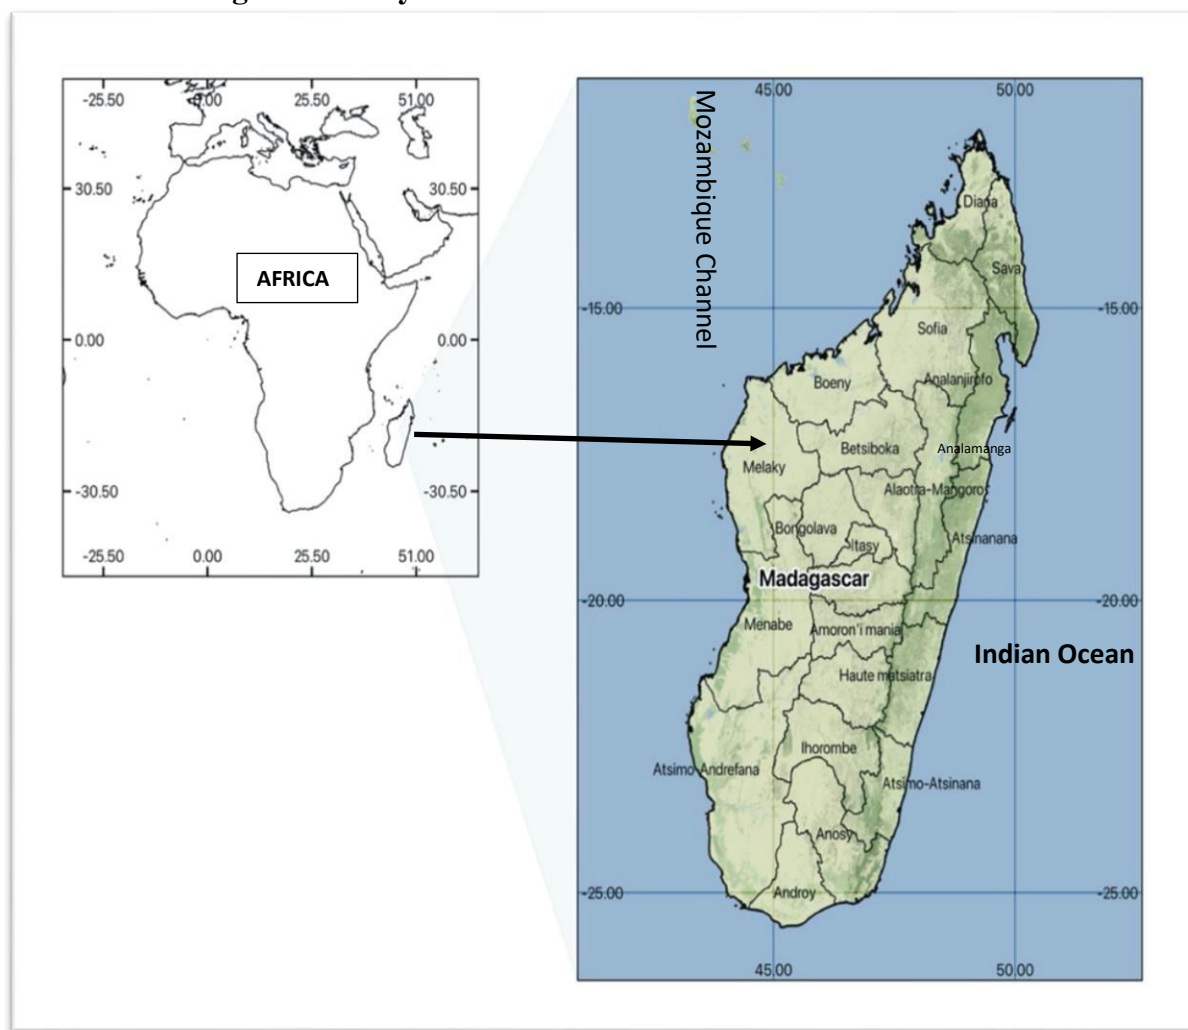 -25.50 0.00 25.50 51.00
30.50 30.50
AFRICA
0.00 0.00
-30.50 -30.50
-25.50 0.00 25.50 51.00
45.00 50.00
Mozambique Channel
Diana
Sava
-15.00 -15.00
Sofia
Boeny
Analanjirofo
Betsiboka
Analamanga
Melaky
Alaotra-Mangoro
Bongolava
Itasy
Atsinanana
Madagascar
-20.00 -20.00
Menabe
Amoron'i mania
Indian Ocean
Haute matsiatra
Ihorombe
Atsimo-Andrefana
Atsimo-Atsinana
Anosy
Androy
-25.00 -25.00
45.00 50.00